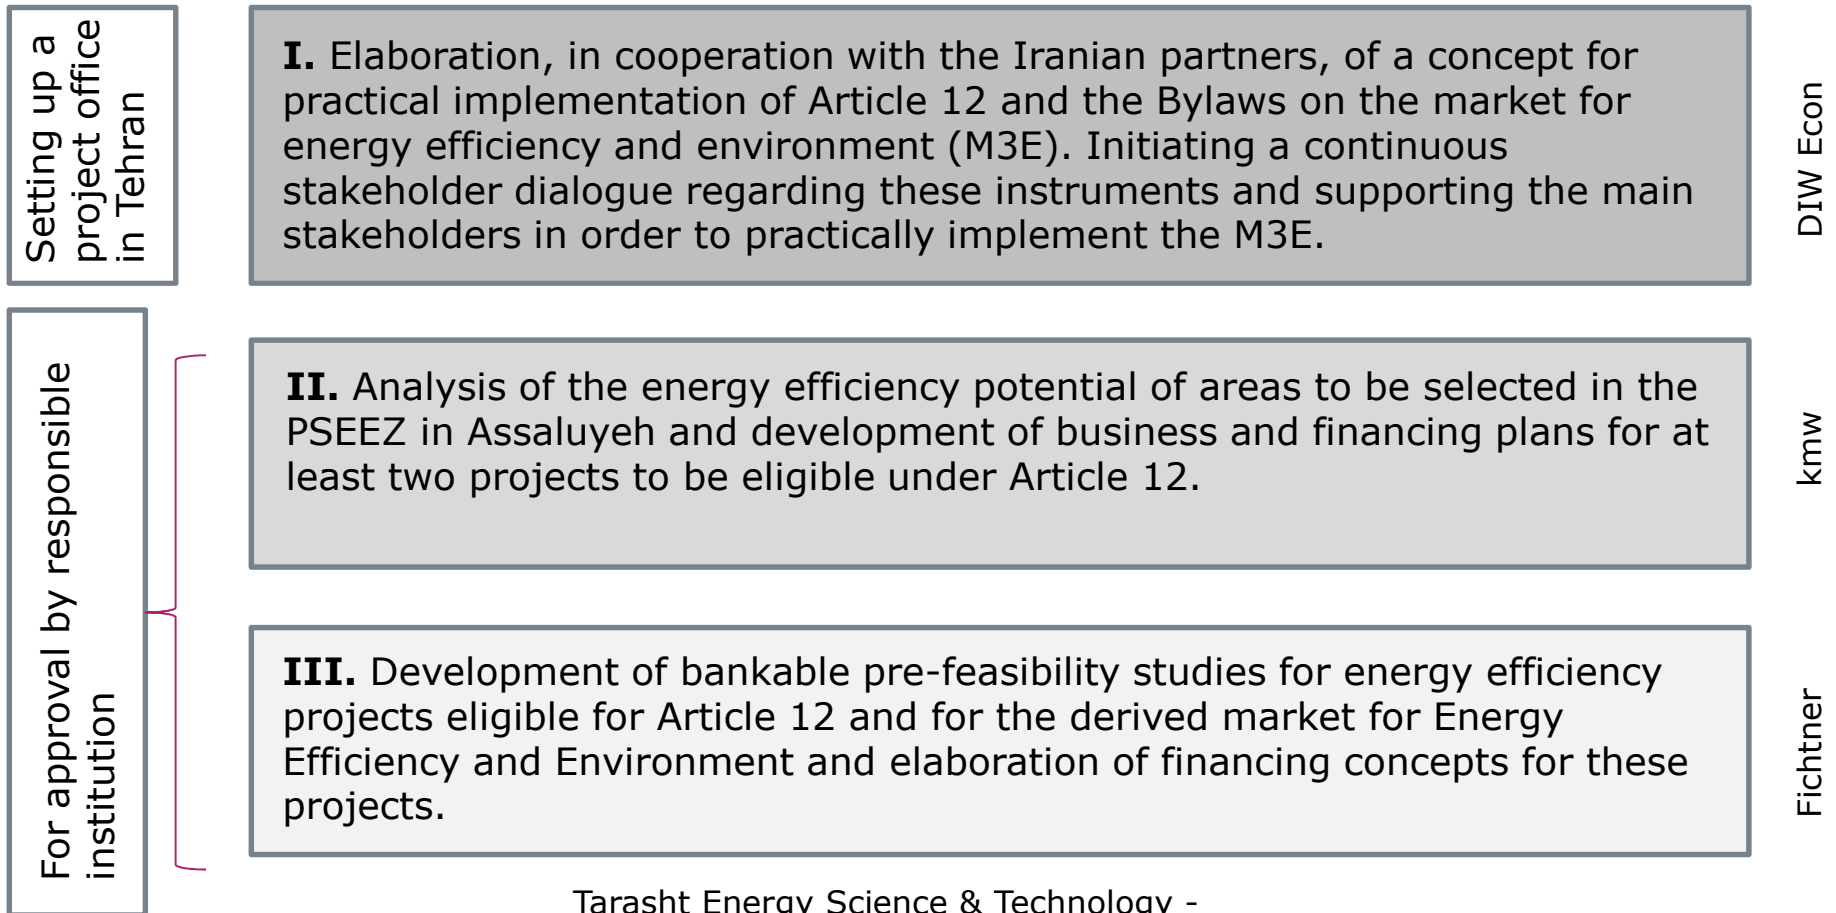 Setting up a
project office
in Tehran
I. Elaboration, in cooperation with the Iranian partners, of a concept for
practical implementation of Article 12 and the Bylaws on the market for
energy efficiency and environment (M3E). Initiating a continuous
stakeholder dialogue regarding these instruments and supporting the main
stakeholders in order to practically implement the M3E.
DIW Econ
For approval by responsible
institution
II. Analysis of the energy efficiency potential of areas to be selected in the
PSEEZ in Assaluyeh and development of business and financing plans for at
least two projects to be eligible under Article 12.
kmw
III. Development of bankable pre-feasibility studies for energy efficiency
projects eligible for Article 12 and for the derived market for Energy
Efficiency and Environment and elaboration of financing concepts for these
projects.
Fichtner
Tarasht Energy Science & Technology -